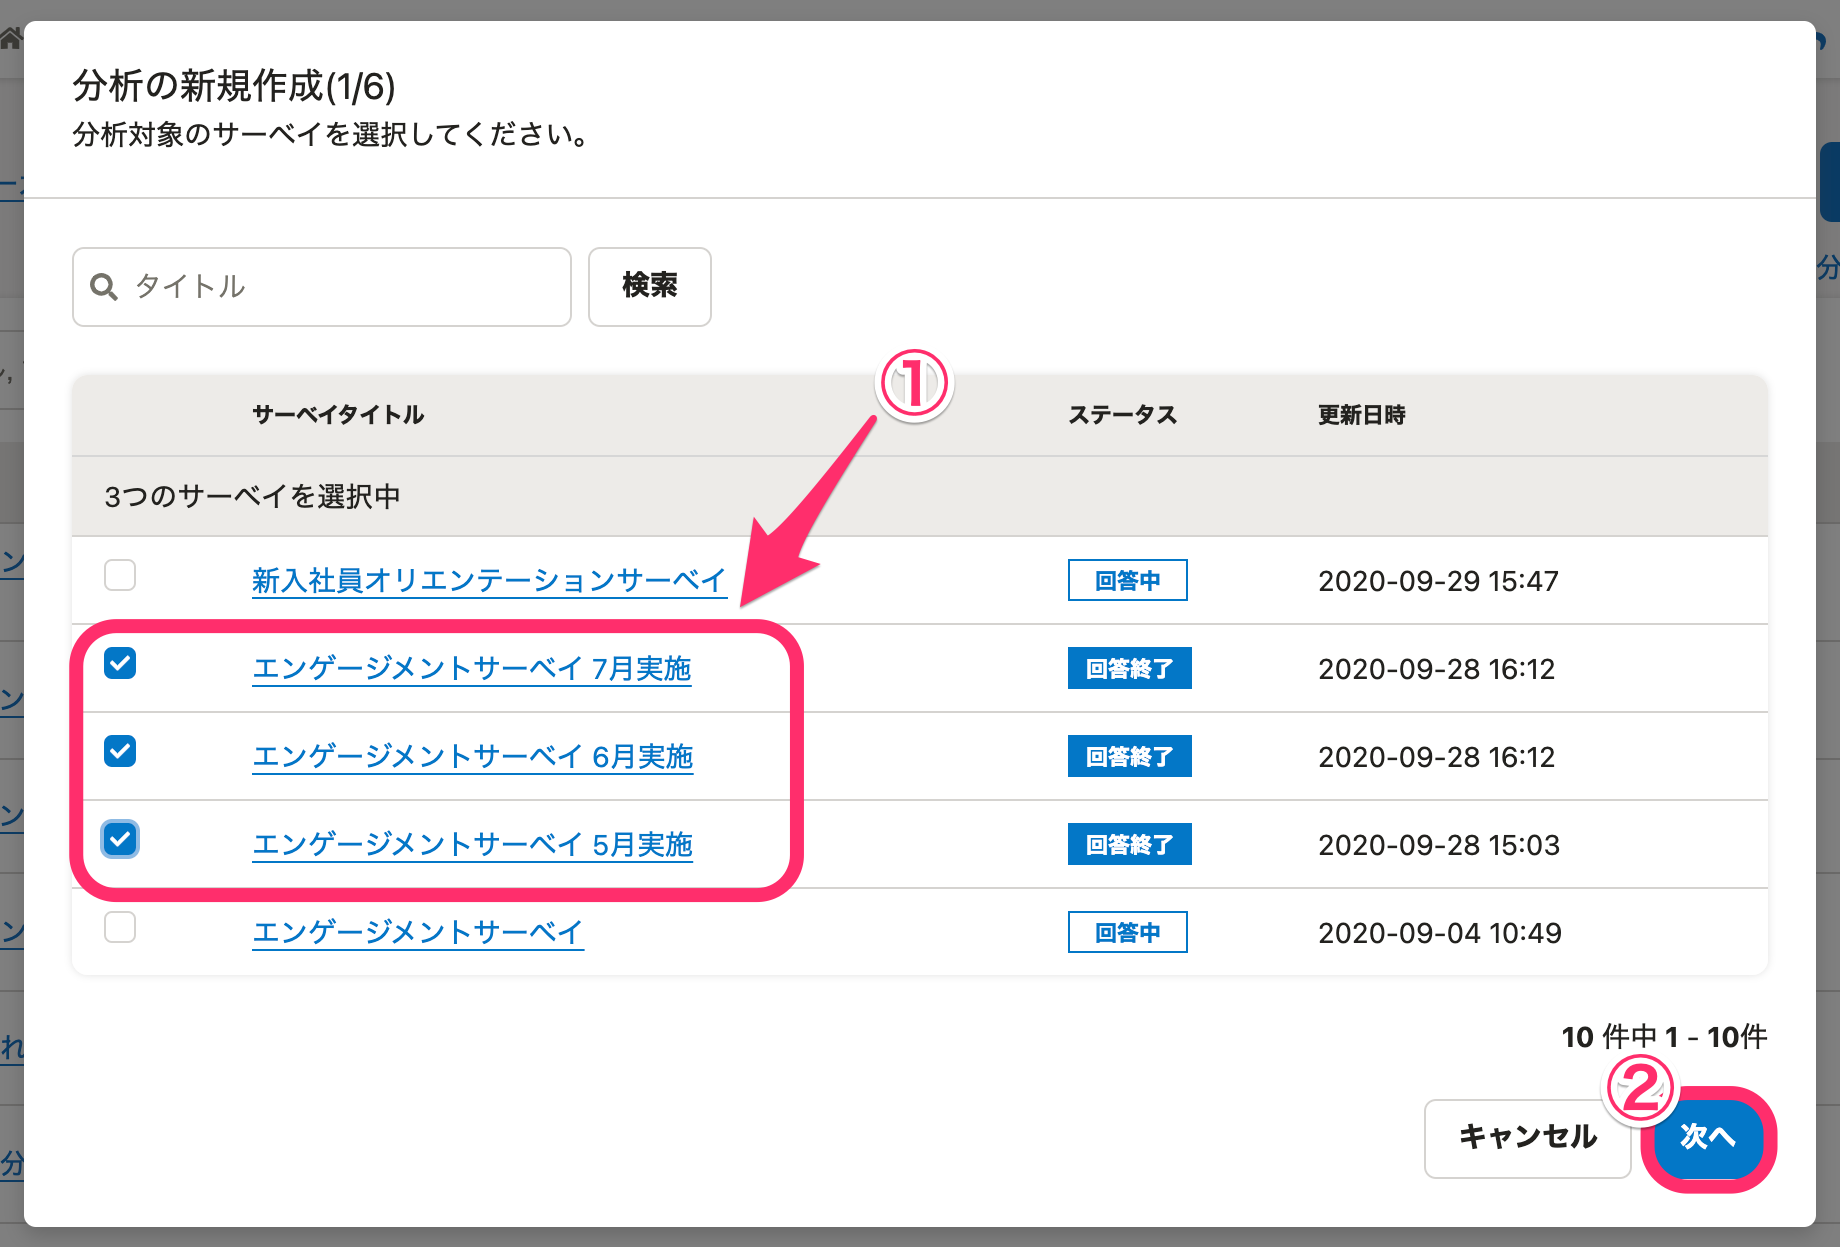 分析の新規作成(1/6)
分析対象のサーベイを選択してください。
タイトル 検索
①
サーベイタイトル ステータス 更新日時
3つのサーベイを選択中
新入社員オリエンテーションサーベイ 回答中 2020-09-29 15:47
エンゲージメントサーベイ 7月実施 回答終了 2020-09-28 16:12
エンゲージメントサーベイ 6月実施 回答終了 2020-09-28 16:12
エンゲージメントサーベイ 5月実施 回答終了 2020-09-28 15:03
エンゲージメントサーベイ 回答中 2020-09-04 10:49
10 件中 1 - 10件
②
キャンセル 次へ